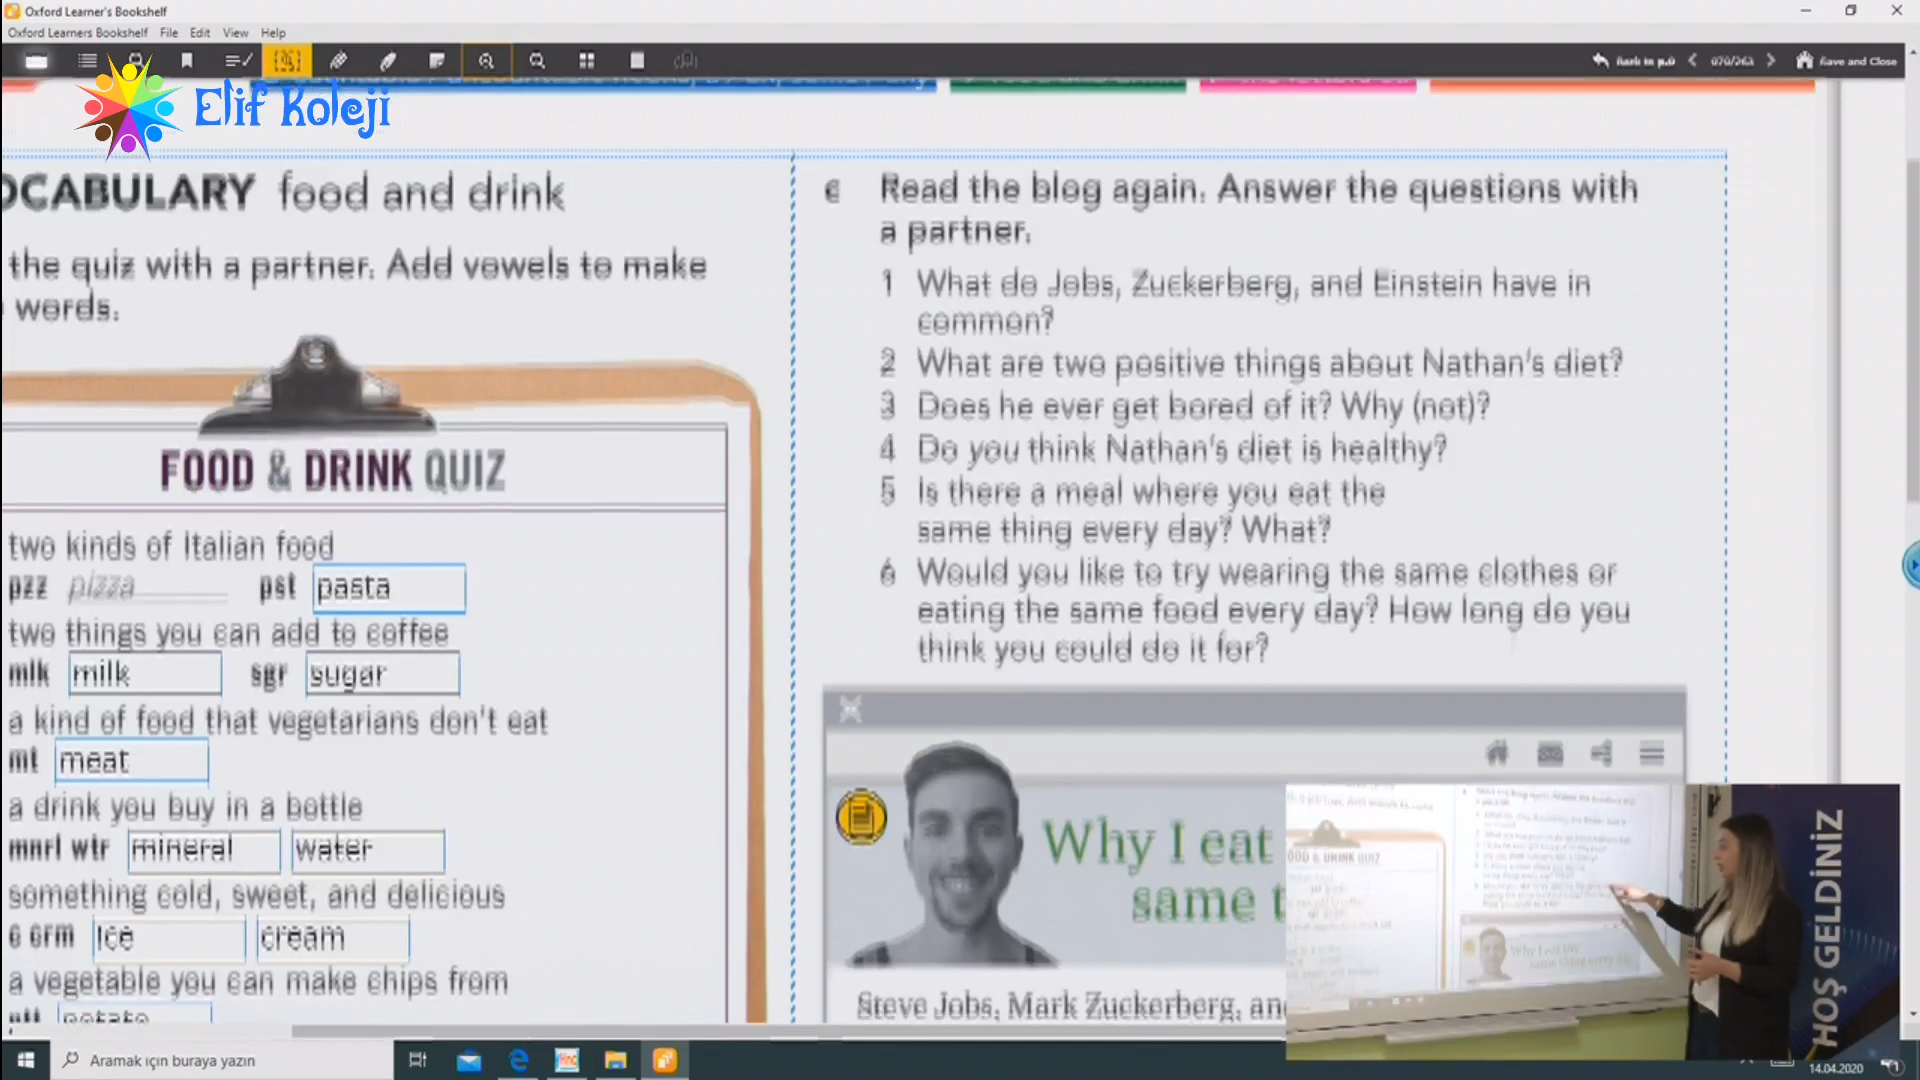 Oxford Learner's Bookshelf
Oxford Learners Bookshelf File Edit View Help
Back to p.0 070/263 Save and Close
Elif Koleji
OCABULARY food and drink
the quiz with a partner. Add vowels to make
words.
FOOD & DRINK QUIZ
two kinds of Italian food
pzz pizza pst pasta
two things you can add to coffee
mlk milk sgr sugar
a kind of food that vegetarians don't eat
mt meat
a drink you buy in a bottle
mnrl wtr mineral water
something cold, sweet, and delicious
c crm Ice cream
a vegetable you can make chips from
potato
c Read the blog again. Answer the questions with
a partner.
1 What do Jobs, Zuckerberg, and Einstein have in
common?
2 What are two positive things about Nathan's diet?
3 Does he ever get bored of it? Why (not)?
4 Do you think Nathan's diet is healthy?
5 Is there a meal where you eat the
same thing every day? What?
6 Would you like to try wearing the same clothes or
eating the same food every day? How long do you
think you could do it for?
Why I eat
same t
Steve Jobs, Mark Zuckerberg, an
HOŞ GELDİNİZ
Aramak için buraya yazın
14.04.2020